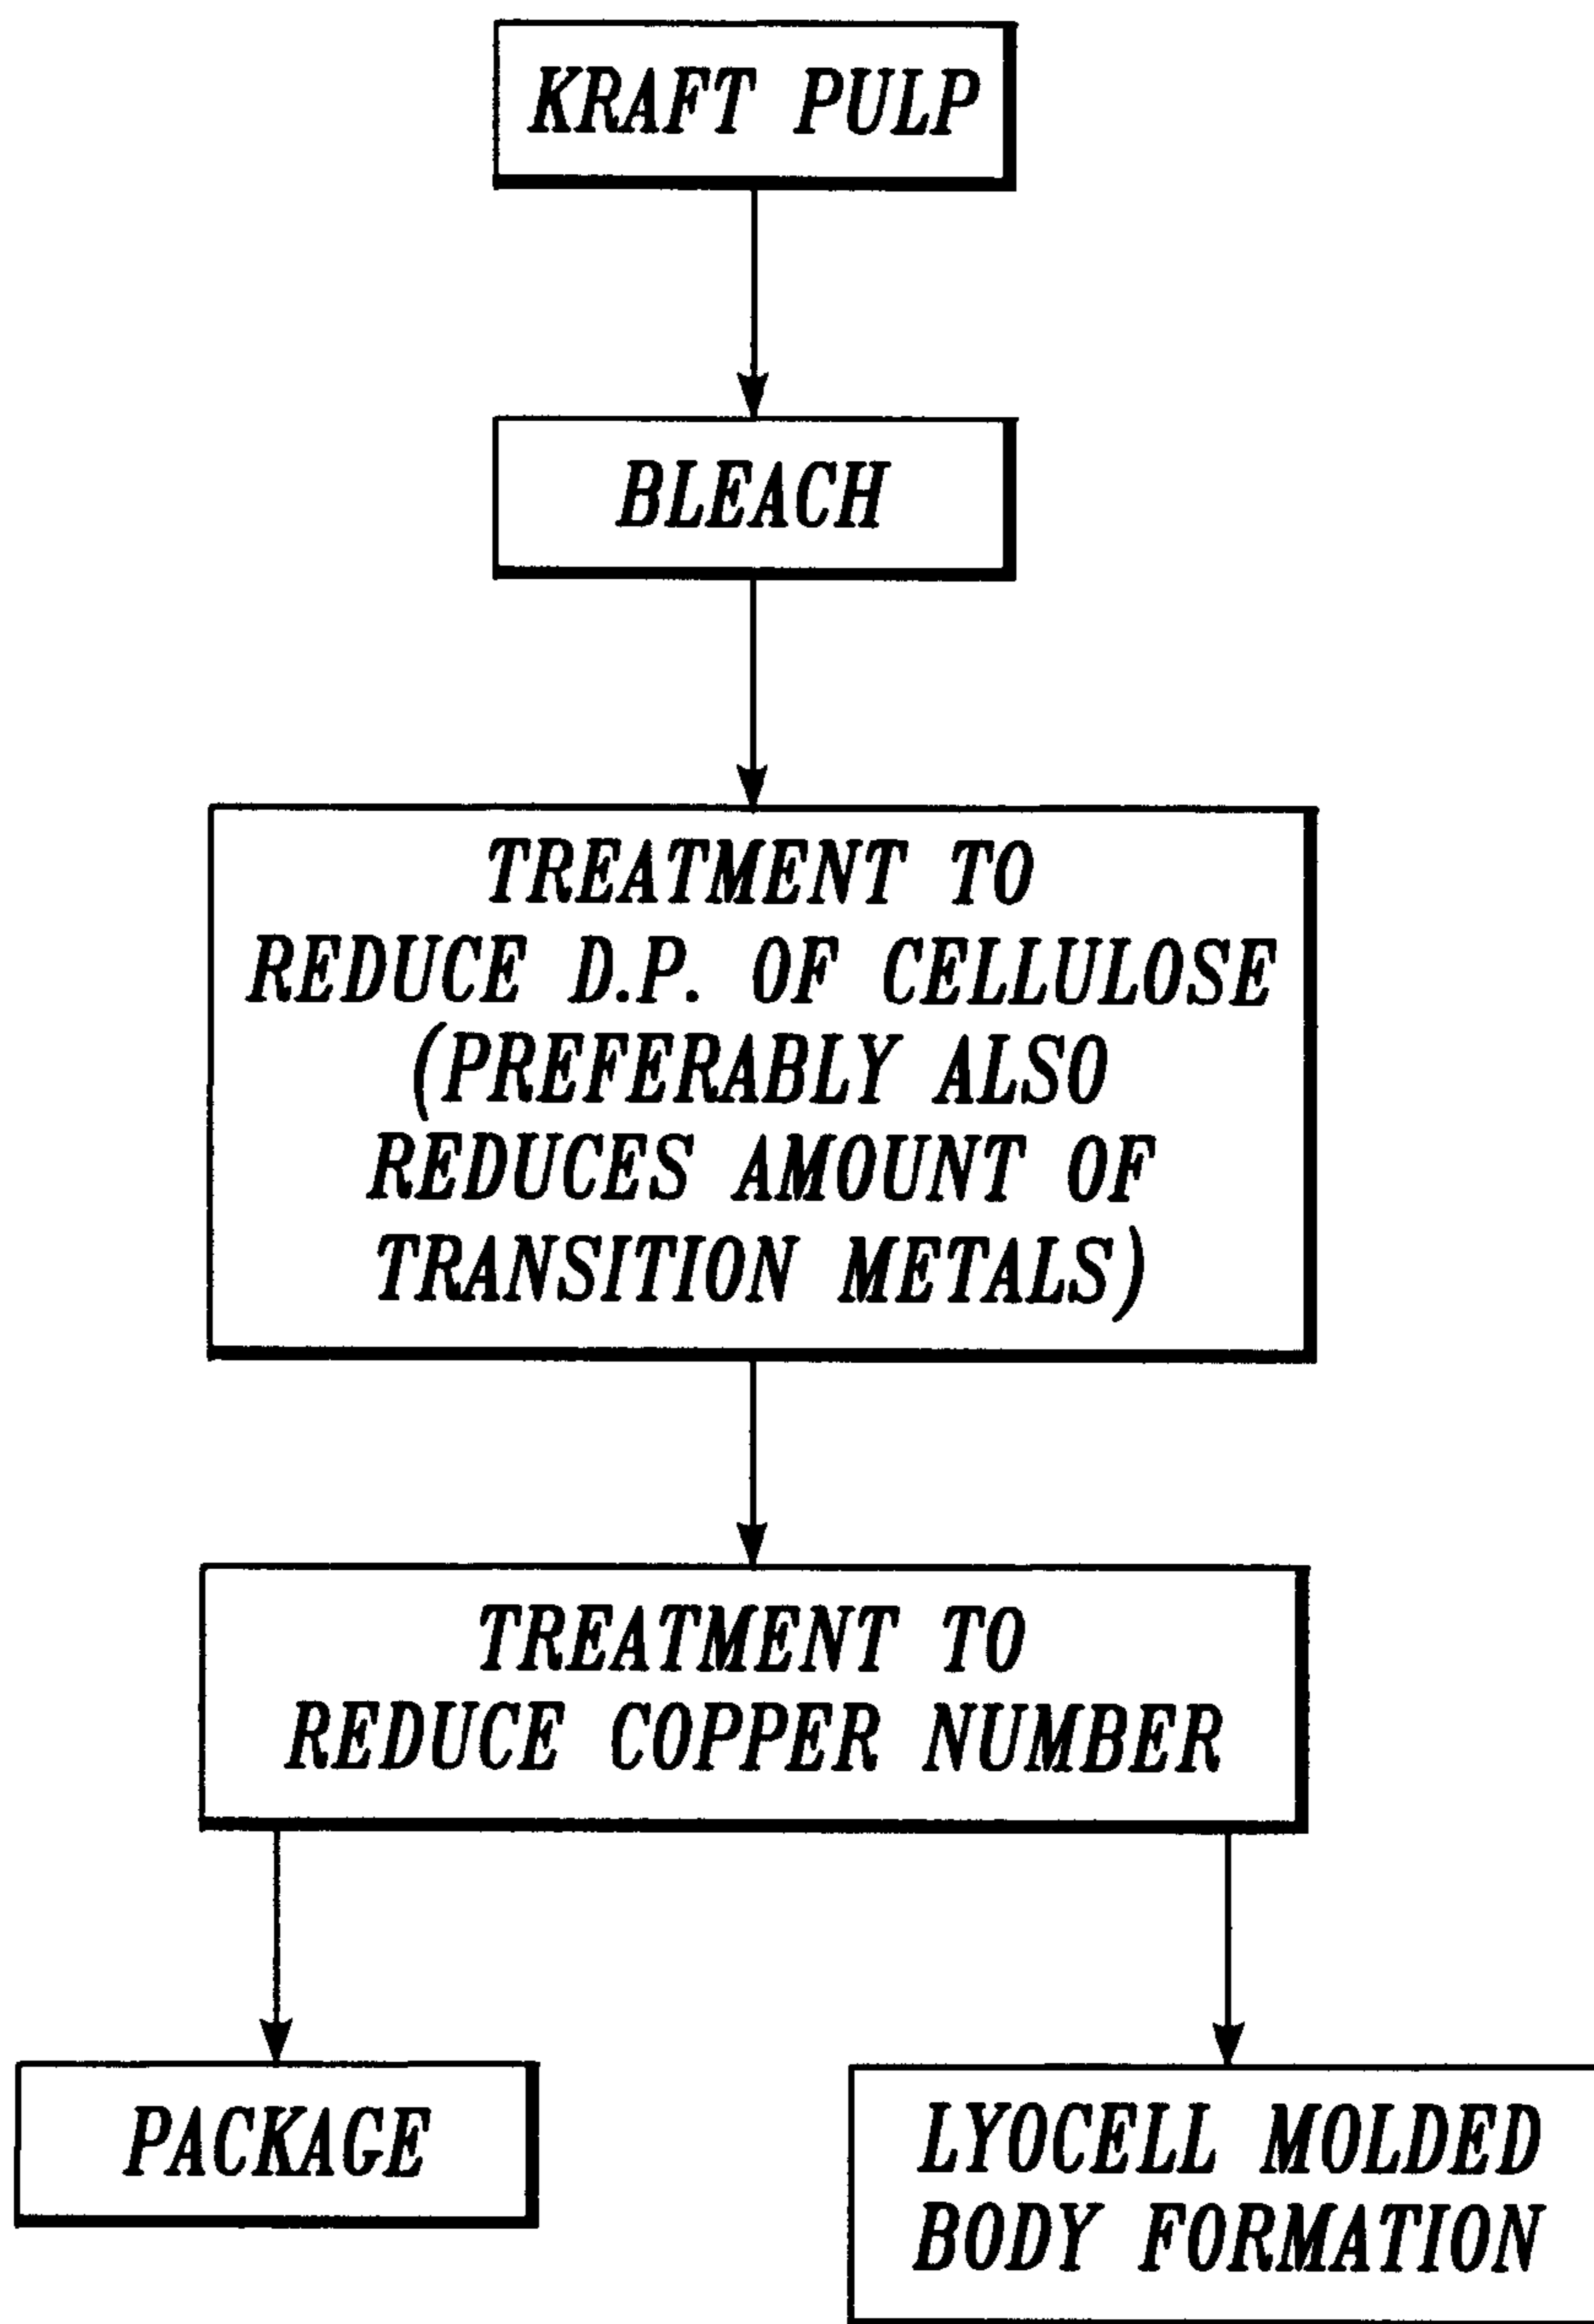 KRAFT PULP
BLEACH
TREATMENT TO
REDUCE D.P. OF CELLULOSE
(PREFERABLY ALSO
REDUCES AMOUNT OF
TRANSITION METALS)
TREATMENT TO
REDUCE COPPER NUMBER
PACKAGE
LYOCELL MOLDED
BODY FORMATION